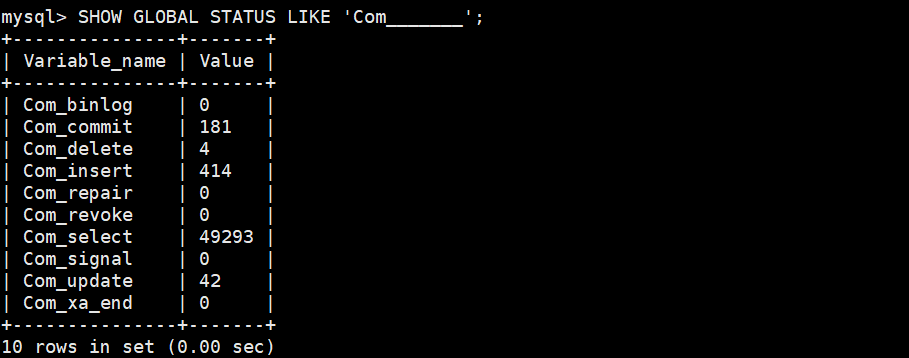 mysql> SHOW GLOBAL STATUS LIKE 'Com_______';
+---------------+-------+
| Variable_name | Value |
+---------------+-------+
| Com_binlog    | 0     |
| Com_commit    | 181   |
| Com_delete    | 4     |
| Com_insert    | 414   |
| Com_repair    | 0     |
| Com_revoke    | 0     |
| Com_select    | 49293 |
| Com_signal    | 0     |
| Com_update    | 42    |
| Com_xa_end    | 0     |
+---------------+-------+
10 rows in set (0.00 sec)